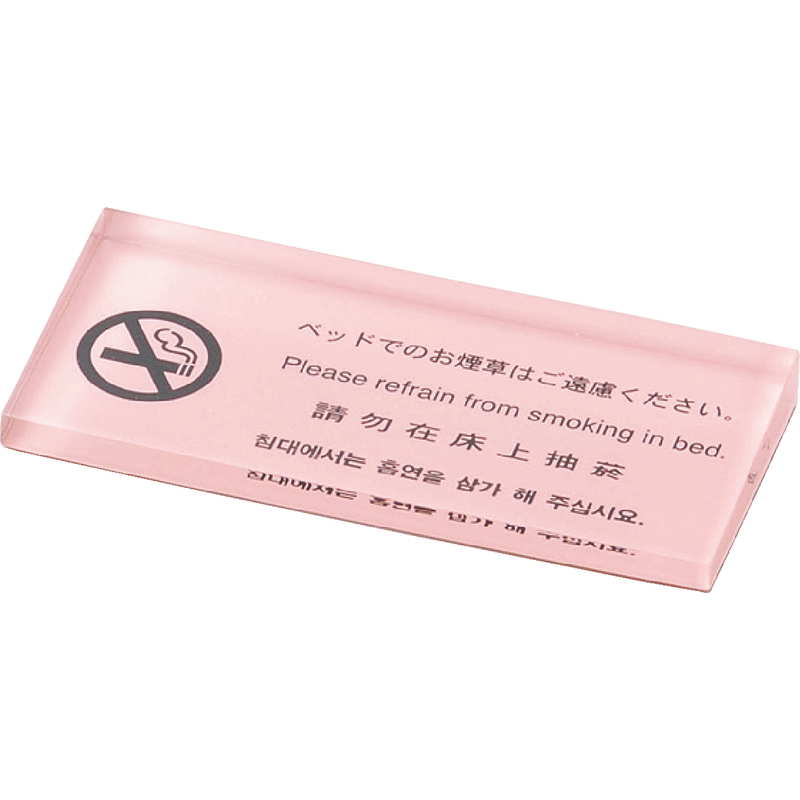 ベッドでのお煙草はご遠慮ください。
Please refrain from smoking in bed.
請勿在床上抽菸
침대에서는 흡연을 삼가 해 주십시요.